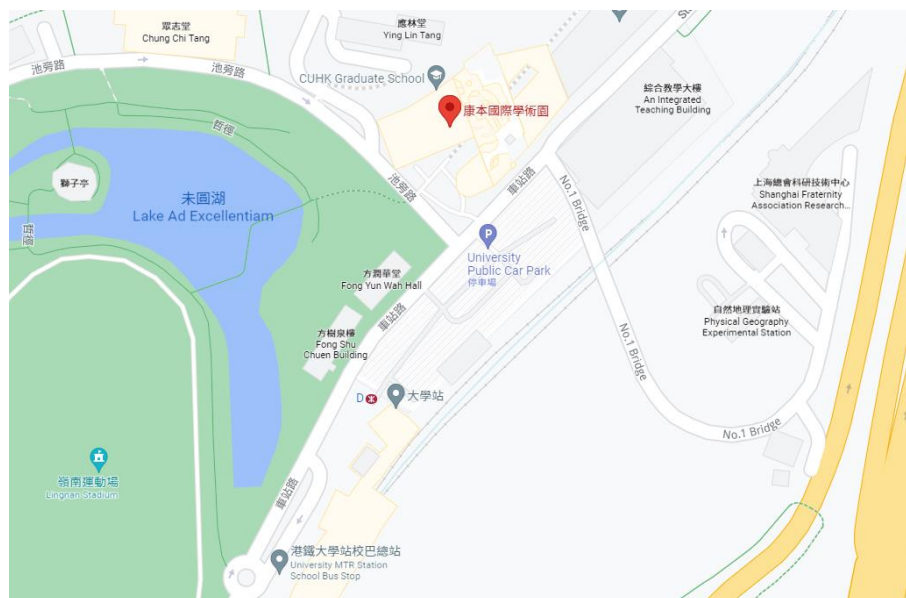 眾志堂
Chung Chi Tang
應林堂
Ying Lin Tang
池旁路
池旁路
CUHK Graduate School
康本國際學術園
綜合教學大樓
An Integrated
Teaching Building
哲徑
獅子亭
未圓湖
Lake Ad Excellentiam
池旁路
車站路
No.1 Bridge
上海總會科研技術中心
Shanghai Fraternity
Association Research...
哲徑
P
University
Public Car Park
停車場
方潤華堂
Fong Yun Wah Hall
車站路
自然地理實驗站
Physical Geography
Experimental Station
方樹泉樓
Fong Shu
Chuen Building
No.1 Bridge
D
大學站
No.1 Bridge
嶺南運動場
Lingnan Stadium
車站路
港鐵大學站校巴總站
University MTR Station
School Bus Stop